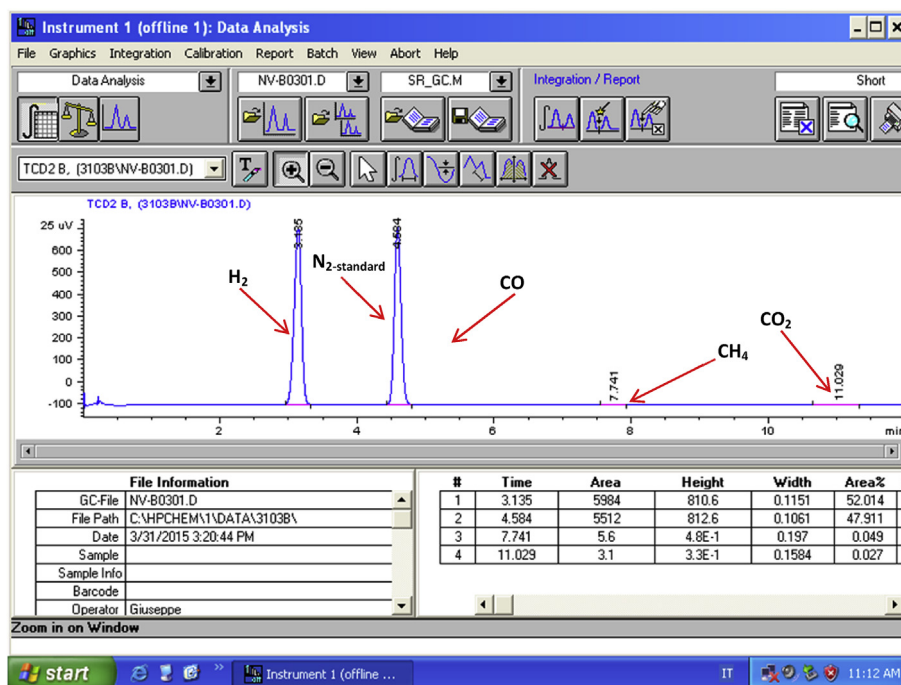 Instrument 1 (offline 1): Data Analysis
File Graphics Integration Calibration Report Batch View Abort Help
Data Analysis NV-B0301.D SR_GC.M Integration / Report Short
TCD2 B, (3103B\NV-B0301.D)
TCD2 B, (3103B\NV-B0301.D)
25 uV
600
500
400
300
200
100
0
-100
3.135
4.584
7.741
11.029
H2
N2-standard
CO
CH4
CO2
2 4 6 8 10 min
File Information
GC-File NV-B0301.D
File Path C:\HPCHEM\1\DATA\3103B\
Date 3/31/2015 3:20:44 PM
Sample
Sample Info
Barcode
Operator Giuseppe
# Time Area Height Width Area%
1 3.135 5984 810.6 0.1151 52.014
2 4.584 5512 812.6 0.1061 47.911
3 7.741 5.6 4.8E-1 0.197 0.049
4 11.029 3.1 3.3E-1 0.1584 0.027
Zoom in on Window
start Instrument 1 (offline ... IT 11:12 AM